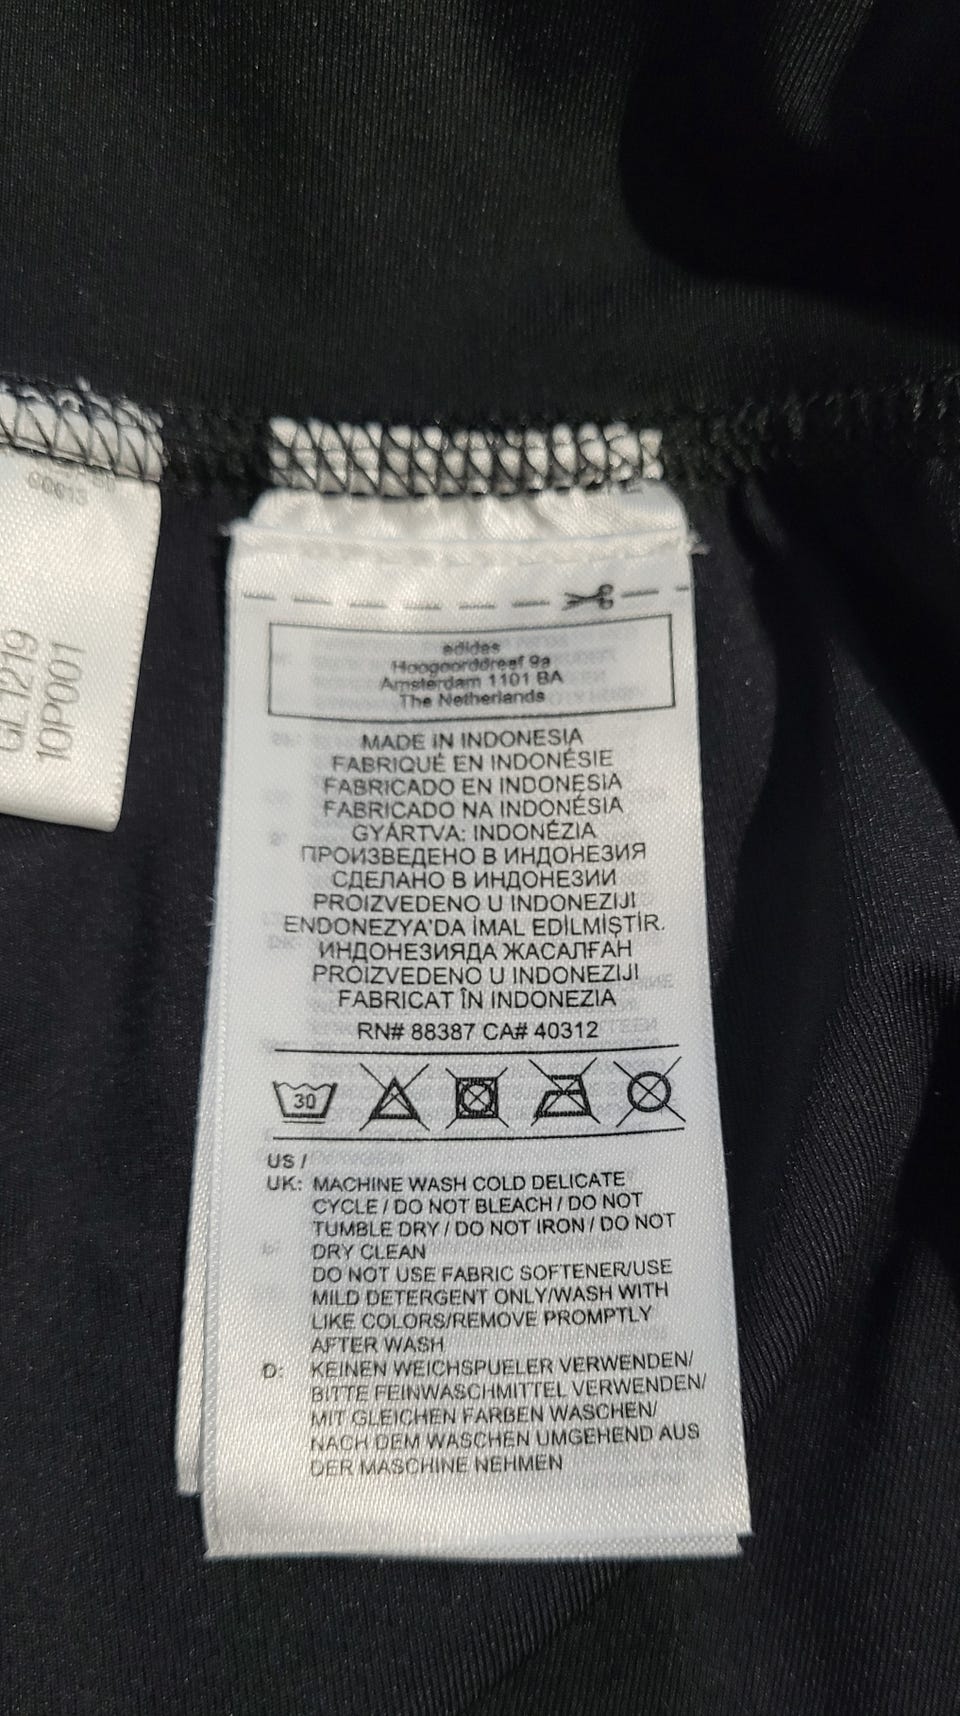 00613
GL1219
10P001
adidas
Hoogoorddreef 9a
Amsterdam 1101 BA
The Netherlands
MADE IN INDONESIA
FABRIQUÉ EN INDONÉSIE
FABRICADO EN INDONESIA
FABRICADO NA INDONÉSIA
GYÁRTVA: INDONÉZIA
ПРОИЗВЕДЕНО В ИНДОНЕЗИЯ
СДЕЛАНО В ИНДОНЕЗИИ
PROIZVEDENO U INDONEZIJI
ENDONEZYA'DA İMAL EDİLMİŞTİR.
ИНДОНЕЗИЯДА ЖАСАЛҒАН
PROIZVEDENO U INDONEZIJI
FABRICAT ÎN INDONEZIA
RN# 88387 CA# 40312
30
US /
UK: MACHINE WASH COLD DELICATE
CYCLE / DO NOT BLEACH / DO NOT
TUMBLE DRY / DO NOT IRON / DO NOT
DRY CLEAN
DO NOT USE FABRIC SOFTENER/USE
MILD DETERGENT ONLY/WASH WITH
LIKE COLORS/REMOVE PROMPTLY
AFTER WASH
D: KEINEN WEICHSPUELER VERWENDEN/
BITTE FEINWASCHMITTEL VERWENDEN/
MIT GLEICHEN FARBEN WASCHEN/
NACH DEM WASCHEN UMGEHEND AUS
DER MASCHINE NEHMEN